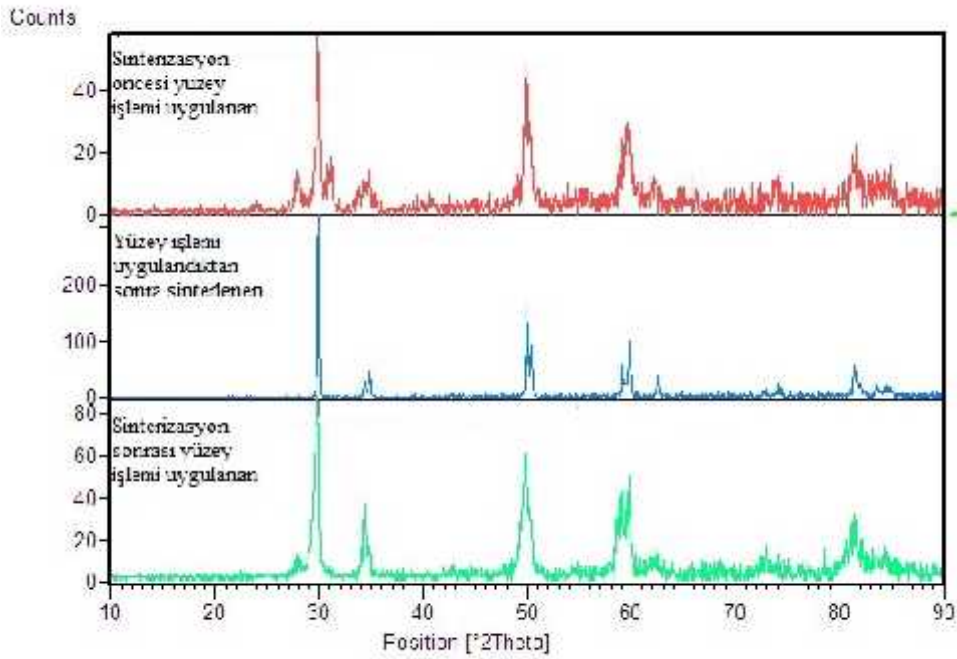 Counts
Sinterizasyon
öncesi yüzey
işlemi uygulanan
40
20
0
Yüzey işlemi
uygulandıktan
sonra sinterlenen
200
100
0
Sinterizasyon
sonrası yüzey
işlemi uygulanan
80
60
40
20
0
10 20 30 40 50 60 70 80 90
Position [°2Theta]